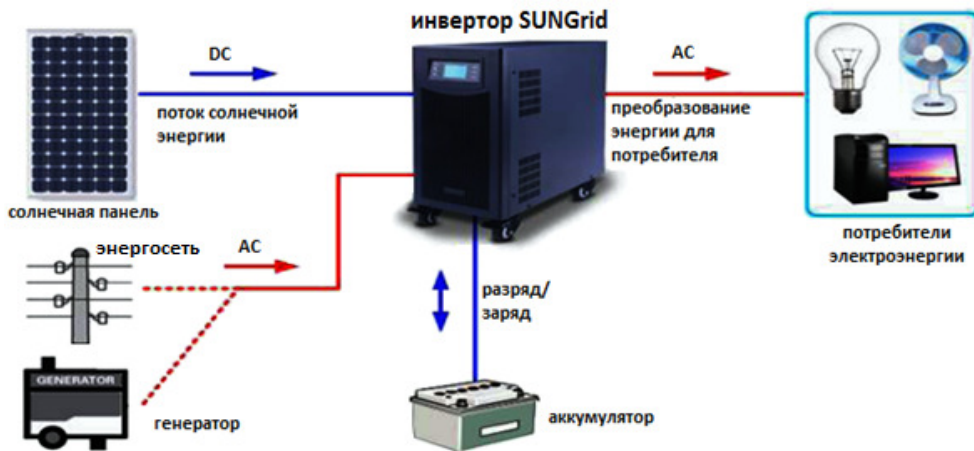 инвертор SUNGrid
DC
поток солнечной
энергии
AC
преобразование
энергии для
потребителя
солнечная панель
потребители
электроэнергии
энергосеть
AC
разряд/
заряд
GENERATOR
генератор
аккумулятор